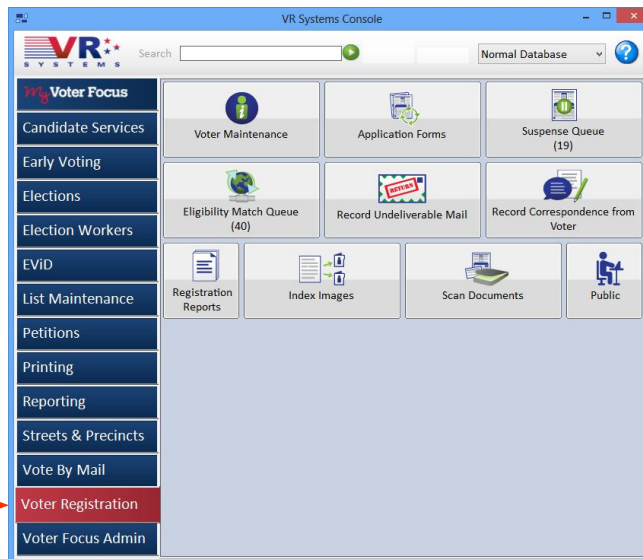 VR Systems Console
VR
SYSTEMS
Search
Normal Database
?
My Voter Focus
Candidate Services
Early Voting
Elections
Election Workers
EViD
List Maintenance
Petitions
Printing
Reporting
Streets & Precincts
Vote By Mail
Voter Registration
Voter Focus Admin
Voter Maintenance
Application Forms
Suspense Queue
(19)
Eligibility Match Queue
(40)
RETURN
Record Undeliverable Mail
Record Correspondence from
Voter
Registration
Reports
Index Images
Scan Documents
Public